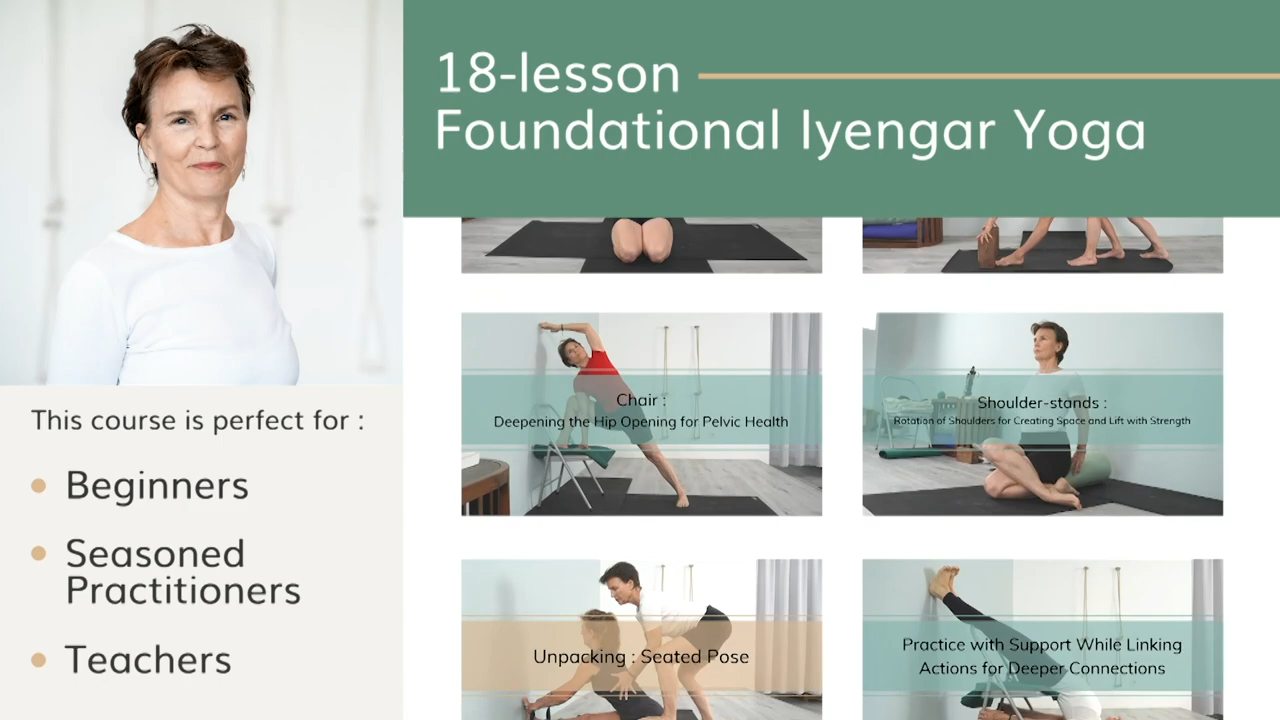 18-lesson
Foundational Iyengar Yoga
This course is perfect for :
Beginners
Seasoned
Practitioners
Teachers
Chair :
Deepening the Hip Opening for Pelvic Health
Shoulder-stands :
Rotation of Shoulders for Creating Space and Lift with Strength
Unpacking : Seated Pose
Practice with Support While Linking
Actions for Deeper Connections